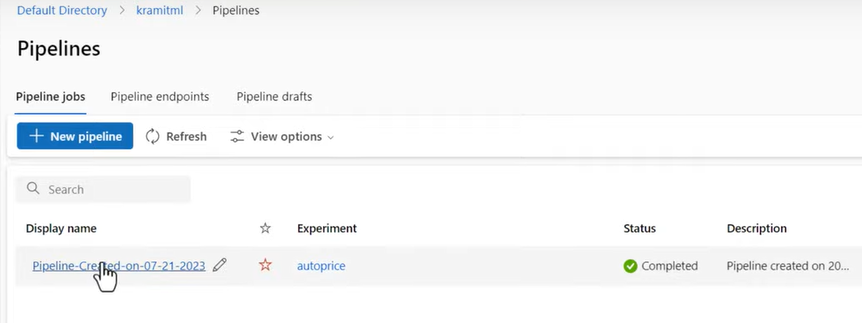 Default Directory > kramitml > Pipelines
Pipelines
Pipeline jobs Pipeline endpoints Pipeline drafts
+ New pipeline Refresh View options
Search
Display name Experiment Status Description
Pipeline-Created-on-07-21-2023 autoprice Completed Pipeline created on 20...